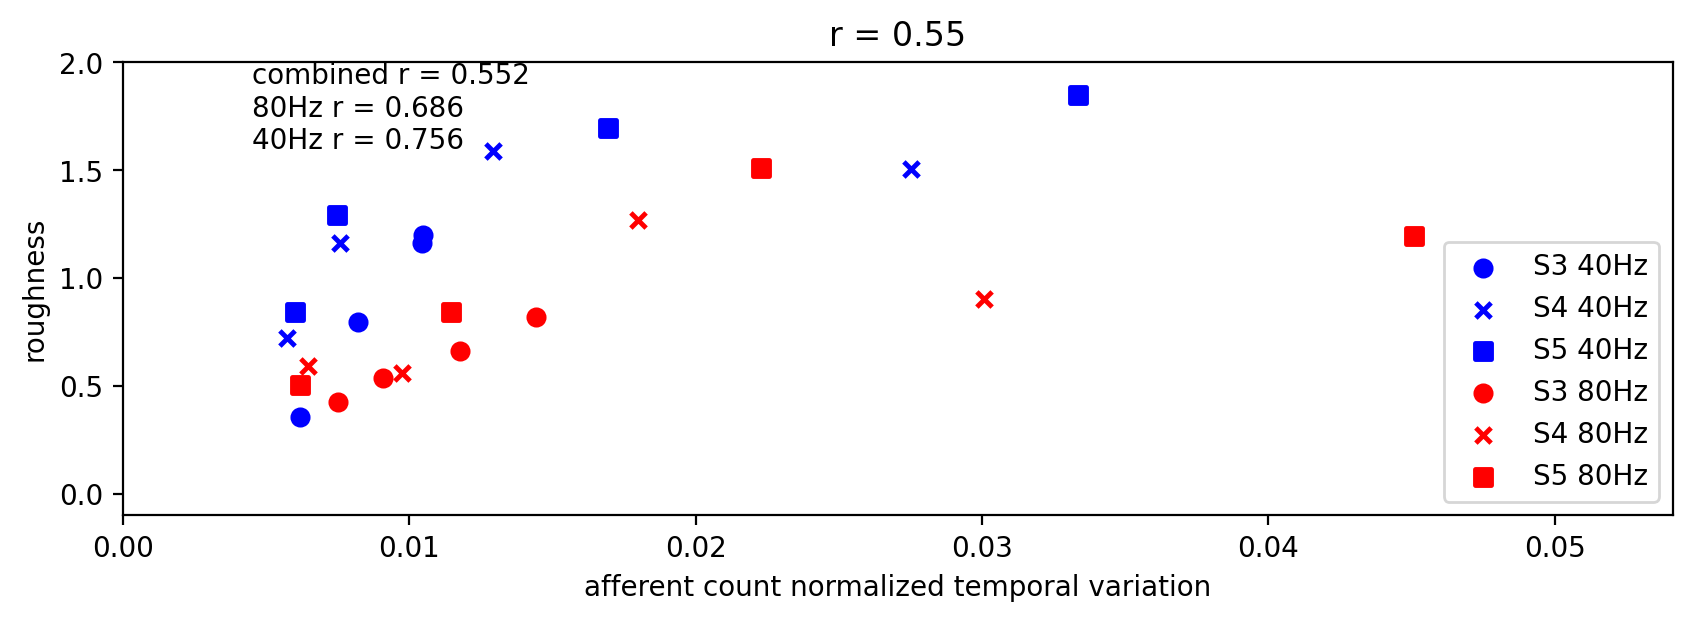 r = 0.55
combined r = 0.552
80Hz r = 0.686
40Hz r = 0.756
2.0
1.5
1.0
0.5
0.0
roughness
S3 40Hz
S4 40Hz
S5 40Hz
S3 80Hz
S4 80Hz
S5 80Hz
0.00 0.01 0.02 0.03 0.04 0.05
afferent count normalized temporal variation